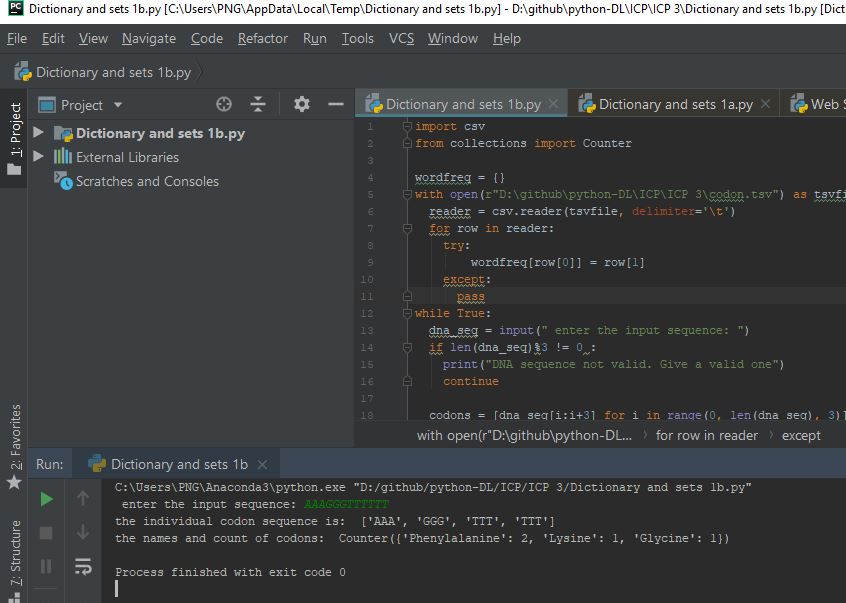 PC Dictionary and sets 1b.py [C:\Users\PNG\AppData\Local\Temp\Dictionary and sets 1b.py] - D:\github\python-DL\ICP\ICP 3\Dictionary and sets 1b.py [Dict
File Edit View Navigate Code Refactor Run Tools VCS Window Help
Dictionary and sets 1b.py
1: Project
Project
Dictionary and sets 1b.py
External Libraries
Scratches and Consoles
Dictionary and sets 1b.py Dictionary and sets 1a.py Web S
1 import csv
2 from collections import Counter
3
4 wordfreq = {}
5 with open(r"D:\github\python-DL\ICP\ICP 3\codon.tsv") as tsvfi
6 reader = csv.reader(tsvfile, delimiter='\t')
7 for row in reader:
8 try:
9 wordfreq[row[0]] = row[1]
10 except:
11 pass
12 while True:
13 dna_seq = input(" enter the input sequence: ")
14 if len(dna_seq)%3 != 0 :
15 print("DNA sequence not valid. Give a valid one")
16 continue
17
18 codons = [dna_seq[i:i+3] for i in range(0, len(dna_seq), 3)]
with open(r"D:\github\python-DL... › for row in reader › except
2: Favorites
7: Structure
Run: Dictionary and sets 1b
C:\Users\PNG\Anaconda3\python.exe "D:/github/python-DL/ICP/ICP 3/Dictionary and sets 1b.py"
enter the input sequence: AAAGGGTTTTTT
the individual codon sequence is: ['AAA', 'GGG', 'TTT', 'TTT']
the names and count of codons: Counter({'Phenylalanine': 2, 'Lysine': 1, 'Glycine': 1})
Process finished with exit code 0